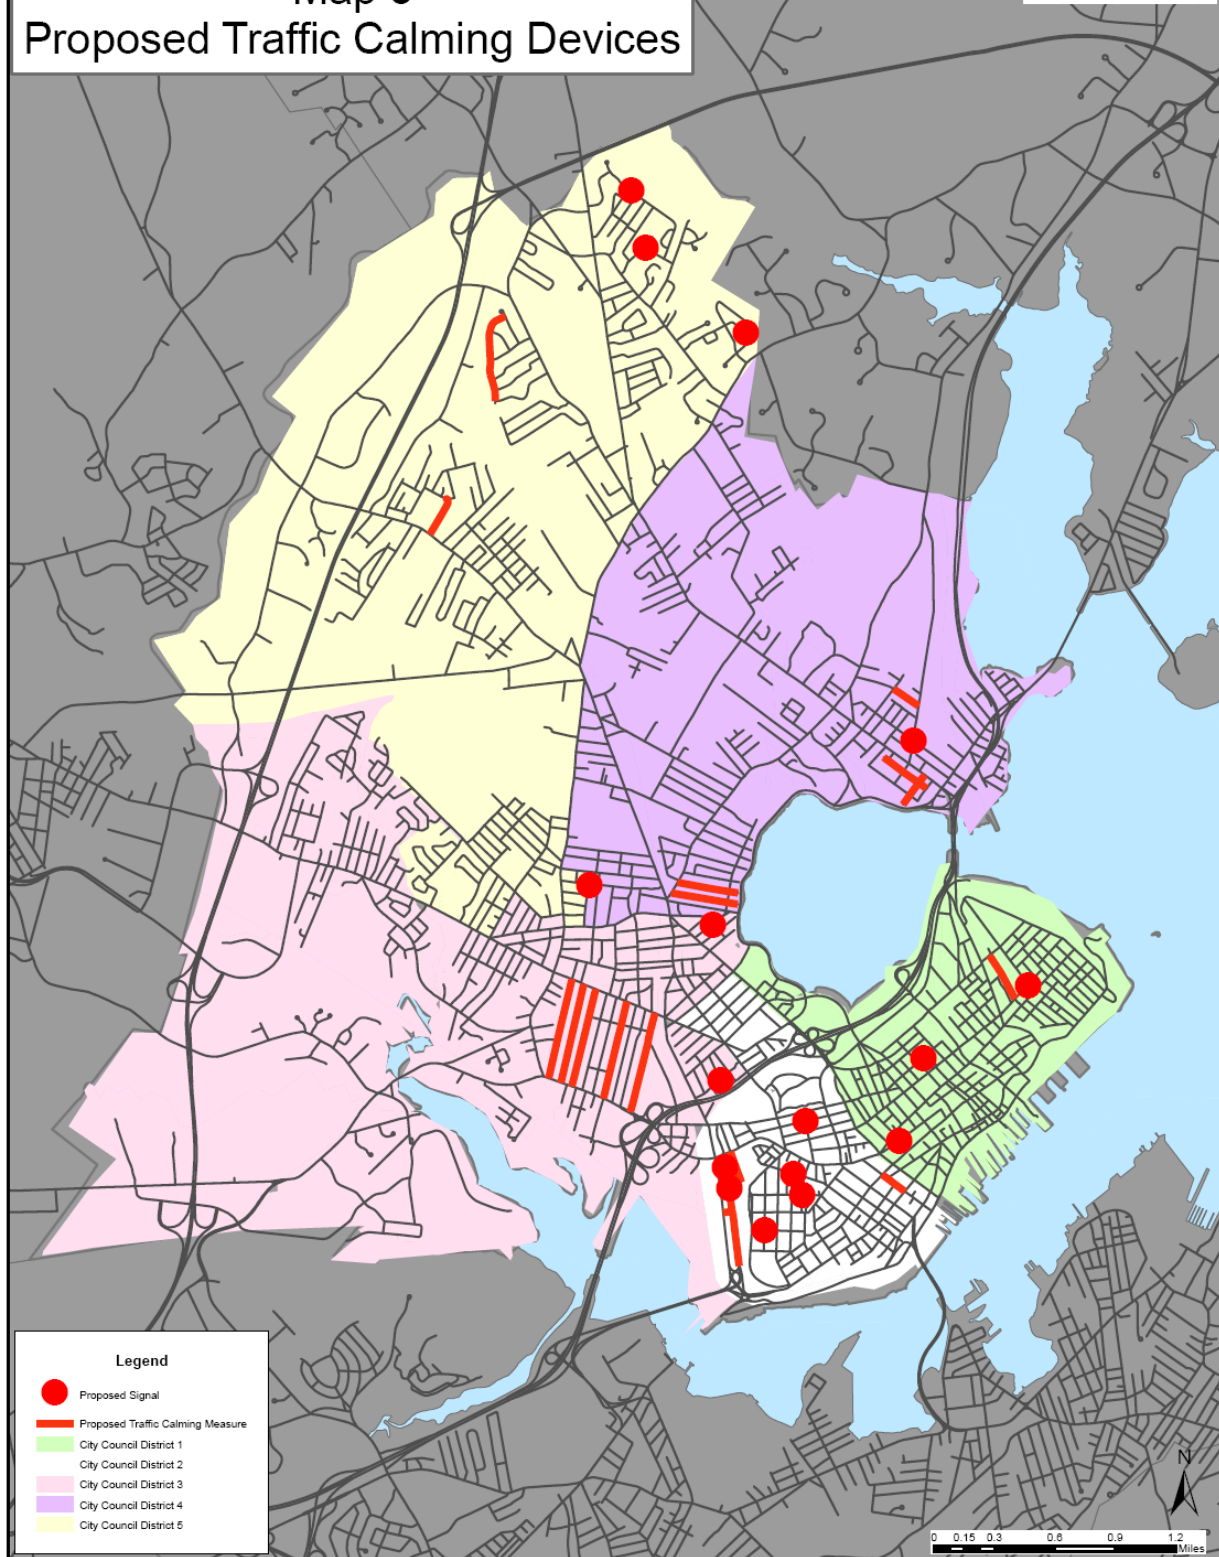 Proposed Traffic Calming Devices
Legend
Proposed Signal
Proposed Traffic Calming Measure
City Council District 1
City Council District 2
City Council District 3
City Council District 4
City Council District 5
N
0 0.15 0.3 0.6 0.9 1.2
Miles